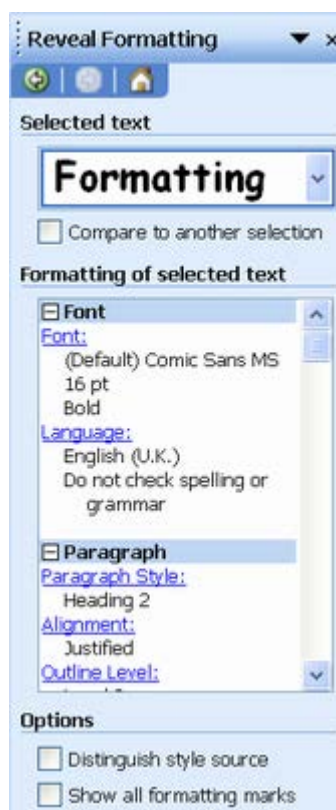 Reveal Formatting
Selected text
Formatting
Compare to another selection
Formatting of selected text
Font
Font:
(Default) Comic Sans MS
16 pt
Bold
Language:
English (U.K.)
Do not check spelling or
grammar
Paragraph
Paragraph Style:
Heading 2
Alignment:
Justified
Outline Level:
Options
Distinguish style source
Show all formatting marks